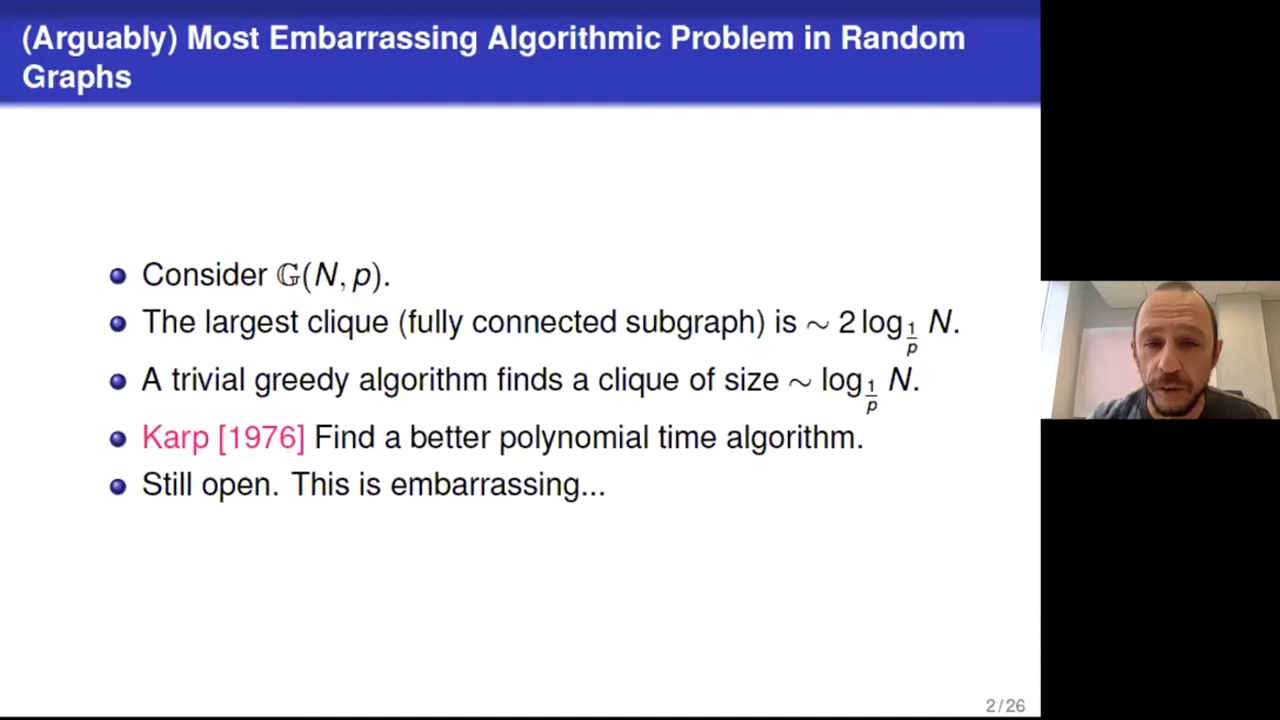 (Arguably) Most Embarrassing Algorithmic Problem in Random
Graphs
Consider 𝔾(N, p).
The largest clique (fully connected subgraph) is ∼ 2 log_{1/p} N.
A trivial greedy algorithm finds a clique of size ∼ log_{1/p} N.
Karp [1976] Find a better polynomial time algorithm.
Still open. This is embarrassing...
2/26